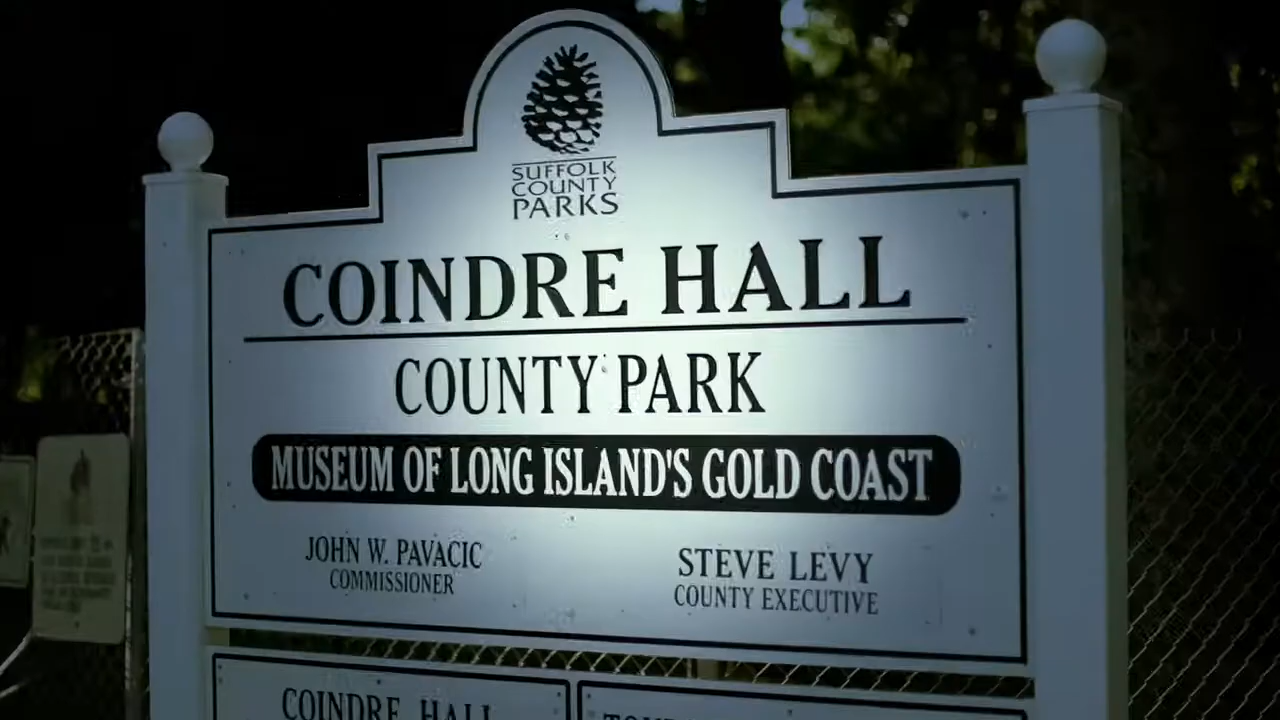 SUFFOLK
COUNTY
PARKS
COINDRE HALL
COUNTY PARK
MUSEUM OF LONG ISLAND'S GOLD COAST
JOHN W. PAVACIC
COMMISSIONER
STEVE LEVY
COUNTY EXECUTIVE
COINDRE HALL